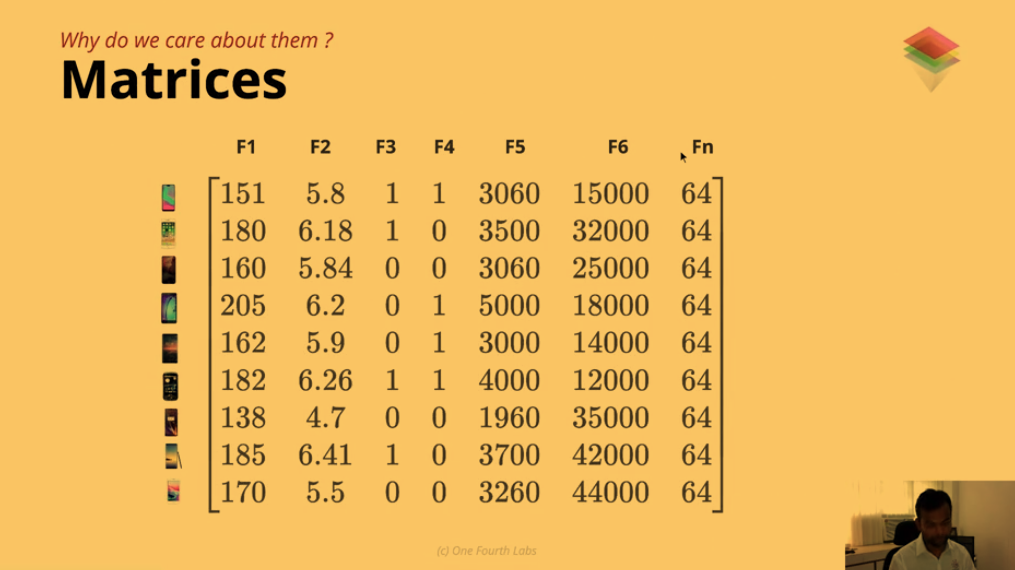 Why do we care about them ?
Matrices
F1 F2 F3 F4 F5 F6 Fn
151 5.8 1 1 3060 15000 64
180 6.18 1 0 3500 32000 64
160 5.84 0 0 3060 25000 64
205 6.2 0 1 5000 18000 64
162 5.9 0 1 3000 14000 64
182 6.26 1 1 4000 12000 64
138 4.7 0 0 1960 35000 64
185 6.41 1 0 3700 42000 64
170 5.5 0 0 3260 44000 64
(c) One Fourth Labs